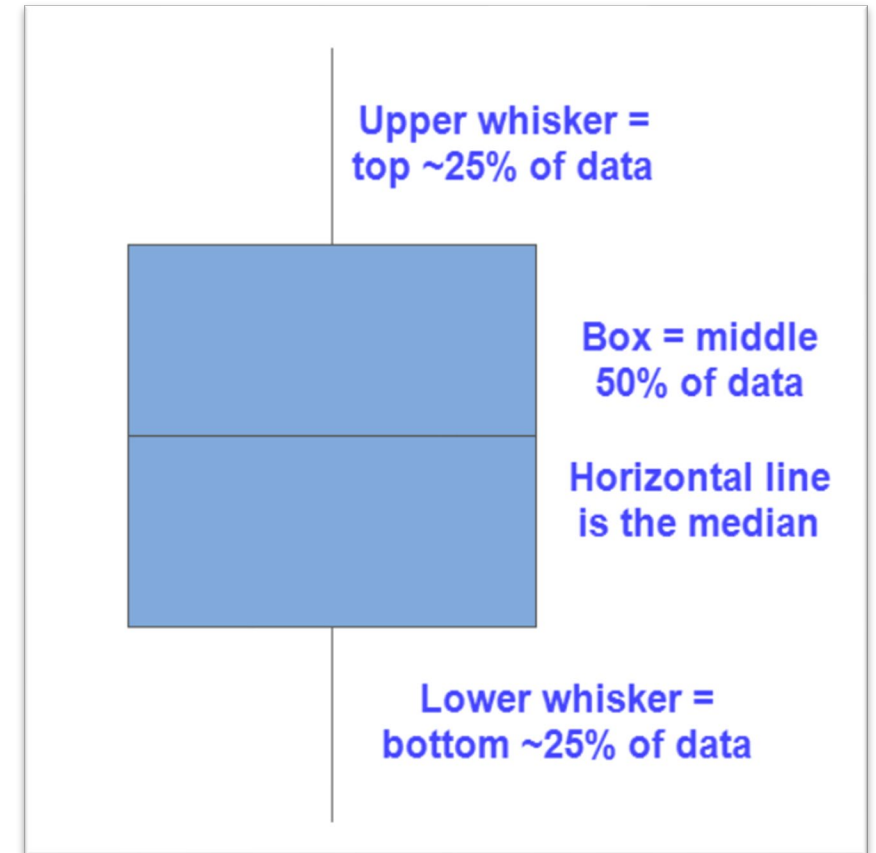 Upper whisker =
top ~25% of data
Box = middle
50% of data
Horizontal line
is the median
Lower whisker =
bottom ~25% of data